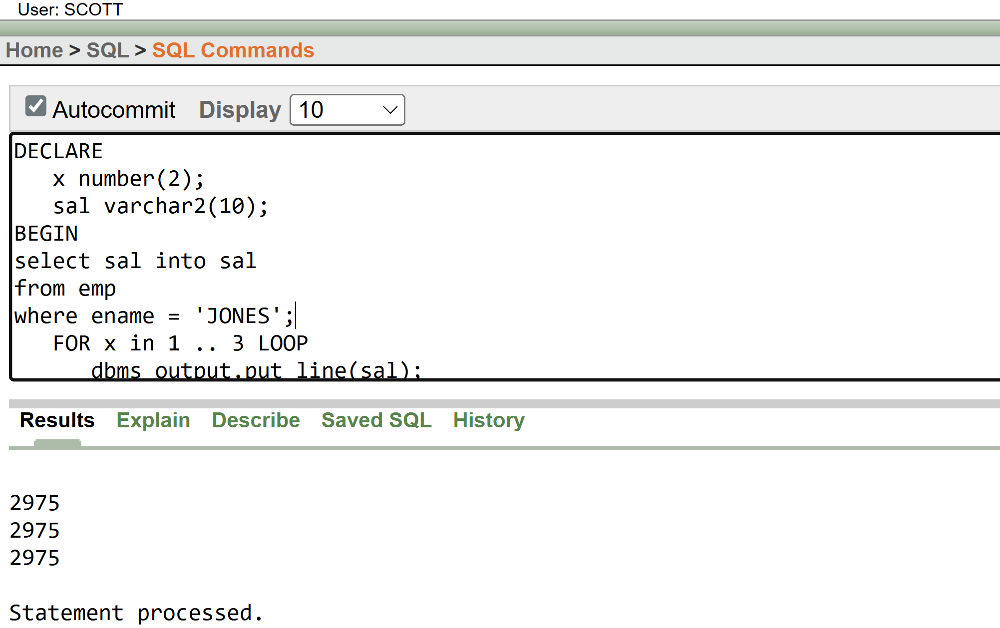 User: SCOTT
Home > SQL > SQL Commands
Autocommit Display 10
DECLARE
   x number(2);
   sal varchar2(10);
BEGIN
select sal into sal
from emp
where ename = 'JONES';
   FOR x in 1 .. 3 LOOP
      dbms_output.put_line(sal);
Results Explain Describe Saved SQL History
2975
2975
2975
Statement processed.